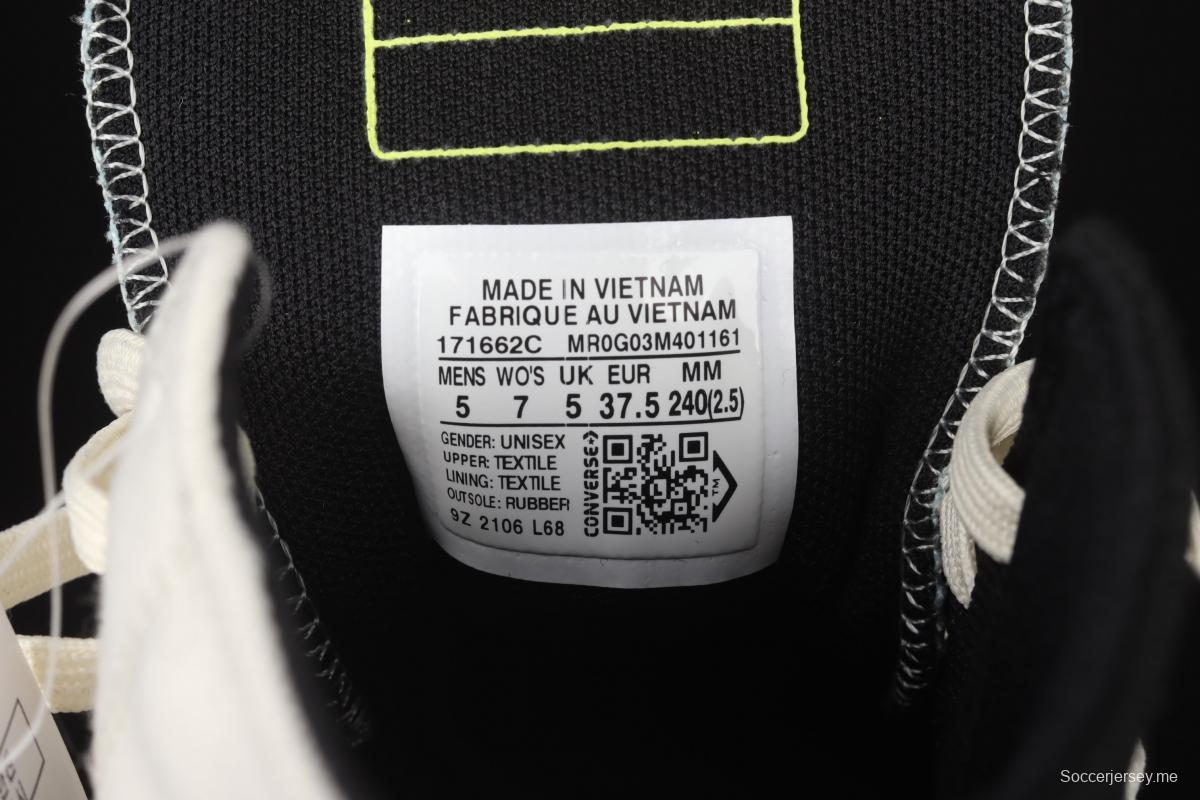 MADE IN VIETNAM
FABRIQUE AU VIETNAM
171662C MR0G03M401161
MENS WO'S UK EUR MM
5 7 5 37.5 240(2.5)
GENDER: UNISEX
UPPER: TEXTILE
LINING: TEXTILE
OUTSOLE: RUBBER
9Z 2106 L68
CONVERSE
TM
Soccerjersey.me